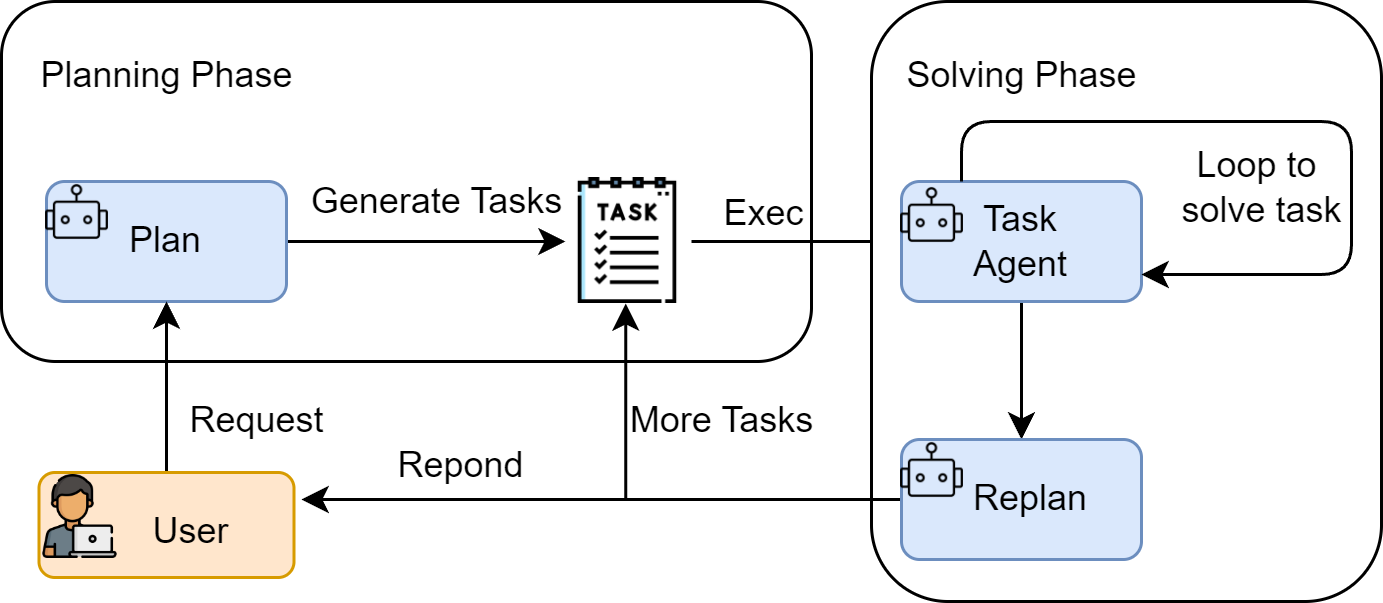 Planning Phase
Solving Phase
Plan
Generate Tasks
TASK
Exec
Task
Agent
Loop to
solve task
Request
More Tasks
Repond
User
Replan